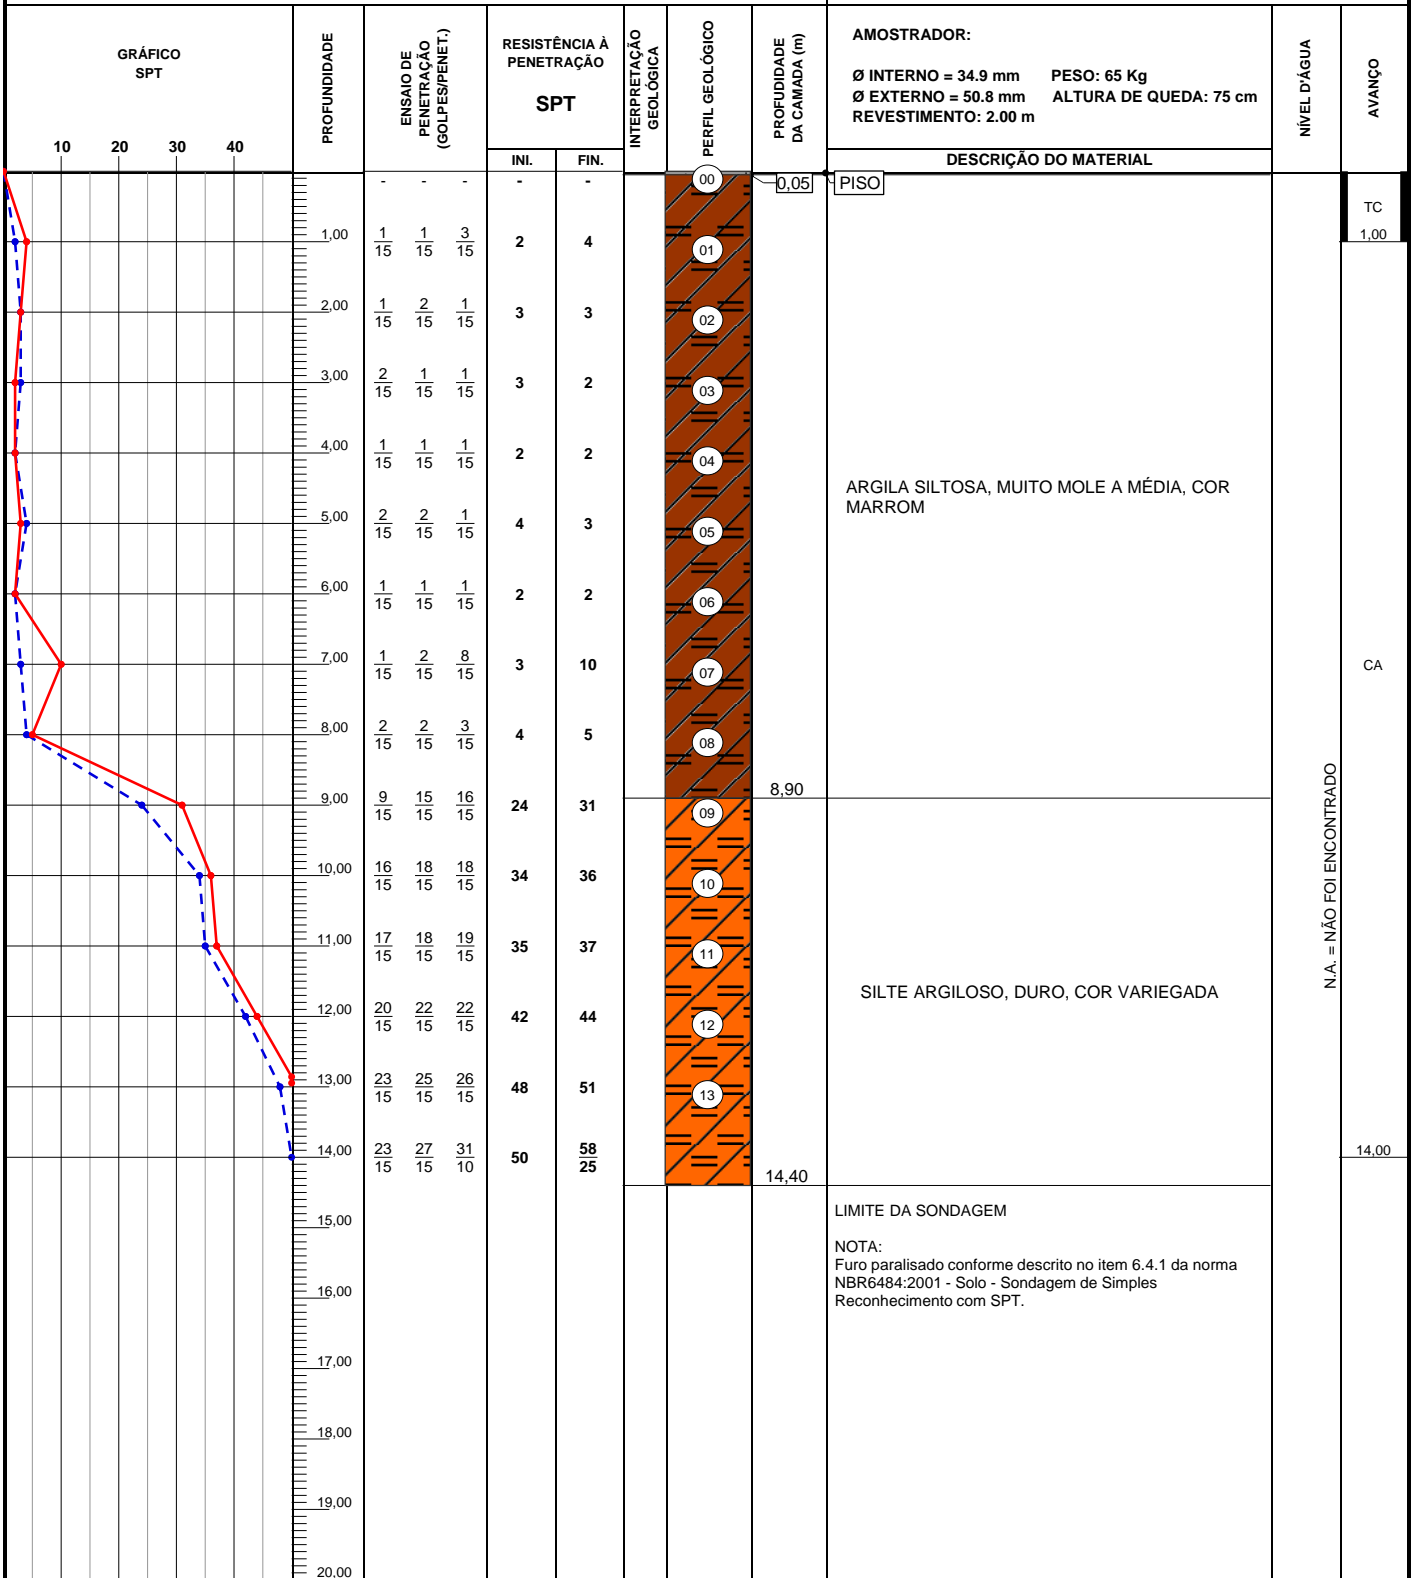 GRÁFICO
SPT
10 20 30 40
PROFUNDIDADE
ENSAIO DE
PENETRAÇÃO
(GOLPES/PENET.)
RESISTÊNCIA À
PENETRAÇÃO
SPT
INI. FIN.
INTERPRETAÇÃO
GEOLÓGICA
PERFIL GEOLÓGICO
PROFUDIDADE
DA CAMADA (m)
AMOSTRADOR:
Ø INTERNO = 34.9 mm PESO: 65 Kg
Ø EXTERNO = 50.8 mm ALTURA DE QUEDA: 75 cm
REVESTIMENTO: 2.00 m
DESCRIÇÃO DO MATERIAL
NÍVEL D'ÁGUA
AVANÇO
- - - - - 00 0,05 PISO
TC
1,00 1/15 1/15 3/15 2 4 01 1,00
2,00 1/15 2/15 1/15 3 3 02
3,00 2/15 1/15 1/15 3 2 03
4,00 1/15 1/15 1/15 2 2 04
ARGILA SILTOSA, MUITO MOLE A MÉDIA, COR
MARROM
5,00 2/15 2/15 1/15 4 3 05
6,00 1/15 1/15 1/15 2 2 06
7,00 1/15 2/15 8/15 3 10 07 CA
8,00 2/15 2/15 3/15 4 5 08
8,90
9,00 9/15 15/15 16/15 24 31 09
10,00 16/15 18/15 18/15 34 36 10
N.A. = NÃO FOI ENCONTRADO
11,00 17/15 18/15 19/15 35 37 11
SILTE ARGILOSO, DURO, COR VARIEGADA
12,00 20/15 22/15 22/15 42 44 12
13,00 23/15 25/15 26/15 48 51 13
14,00 23/15 27/15 31/10 50 58/25 14,00
14,40
LIMITE DA SONDAGEM
15,00
NOTA:
Furo paralisado conforme descrito no item 6.4.1 da norma
NBR6484:2001 - Solo - Sondagem de Simples
Reconhecimento com SPT.
16,00
17,00
18,00
19,00
20,00